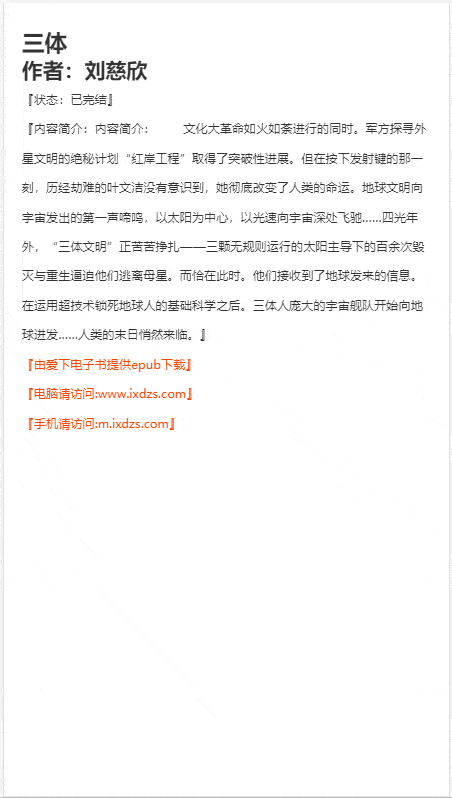 三体
作者：刘慈欣
『状态：已完结』
『内容简介：内容简介： 文化大革命如火如荼进行的同时。军方探寻外
星文明的绝秘计划“红岸工程”取得了突破性进展。但在按下发射键的那一
刻，历经劫难的叶文洁没有意识到，她彻底改变了人类的命运。地球文明向
宇宙发出的第一声啼鸣，以太阳为中心，以光速向宇宙深处飞驰……四光年
外，“三体文明”正苦苦挣扎——三颗无规则运行的太阳主导下的百余次毁
灭与重生逼迫他们逃离母星。而恰在此时。他们接收到了地球发来的信息。
在运用超技术锁死地球人的基础科学之后。三体人庞大的宇宙舰队开始向地
球进发……人类的末日悄然来临。』
『由爱下电子书提供epub下载』
『电脑请访问:www.ixdzs.com』
『手机请访问:m.ixdzs.com』